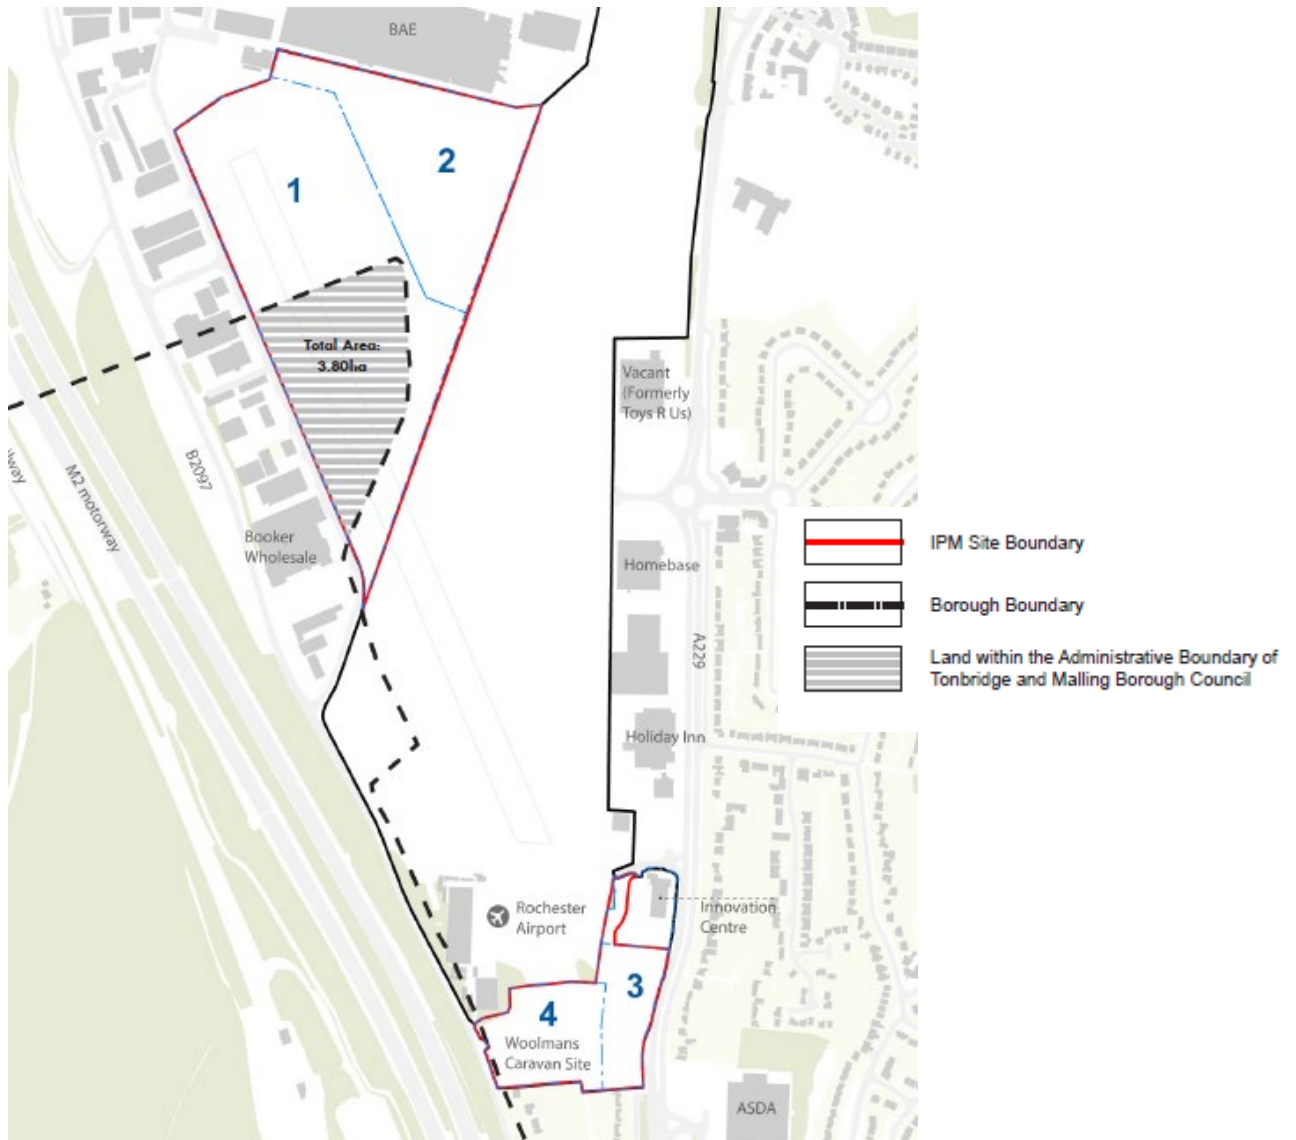 BAE
2
1
Total Area:
3.80ha
Vacant
(Formerly
Toys R Us)
B2097
M2 motorway
Booker
Wholesale
Homebase
A229
Holiday Inn
IPM Site Boundary
Borough Boundary
Land within the Administrative Boundary of
Tonbridge and Malling Borough Council
Rochester
Airport
Innovation
Centre
3
4
Woolmans
Caravan Site
ASDA